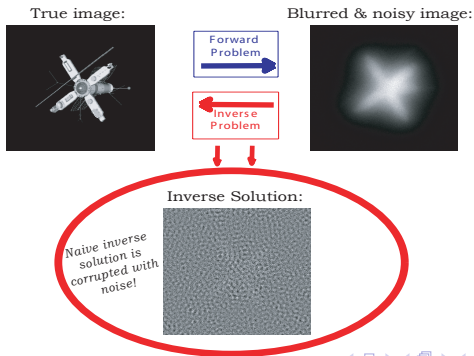 True image:
Blurred & noisy image:
Forward
Problem
Inverse
Problem
Inverse Solution:
Naive inverse
solution is
corrupted with
noise!